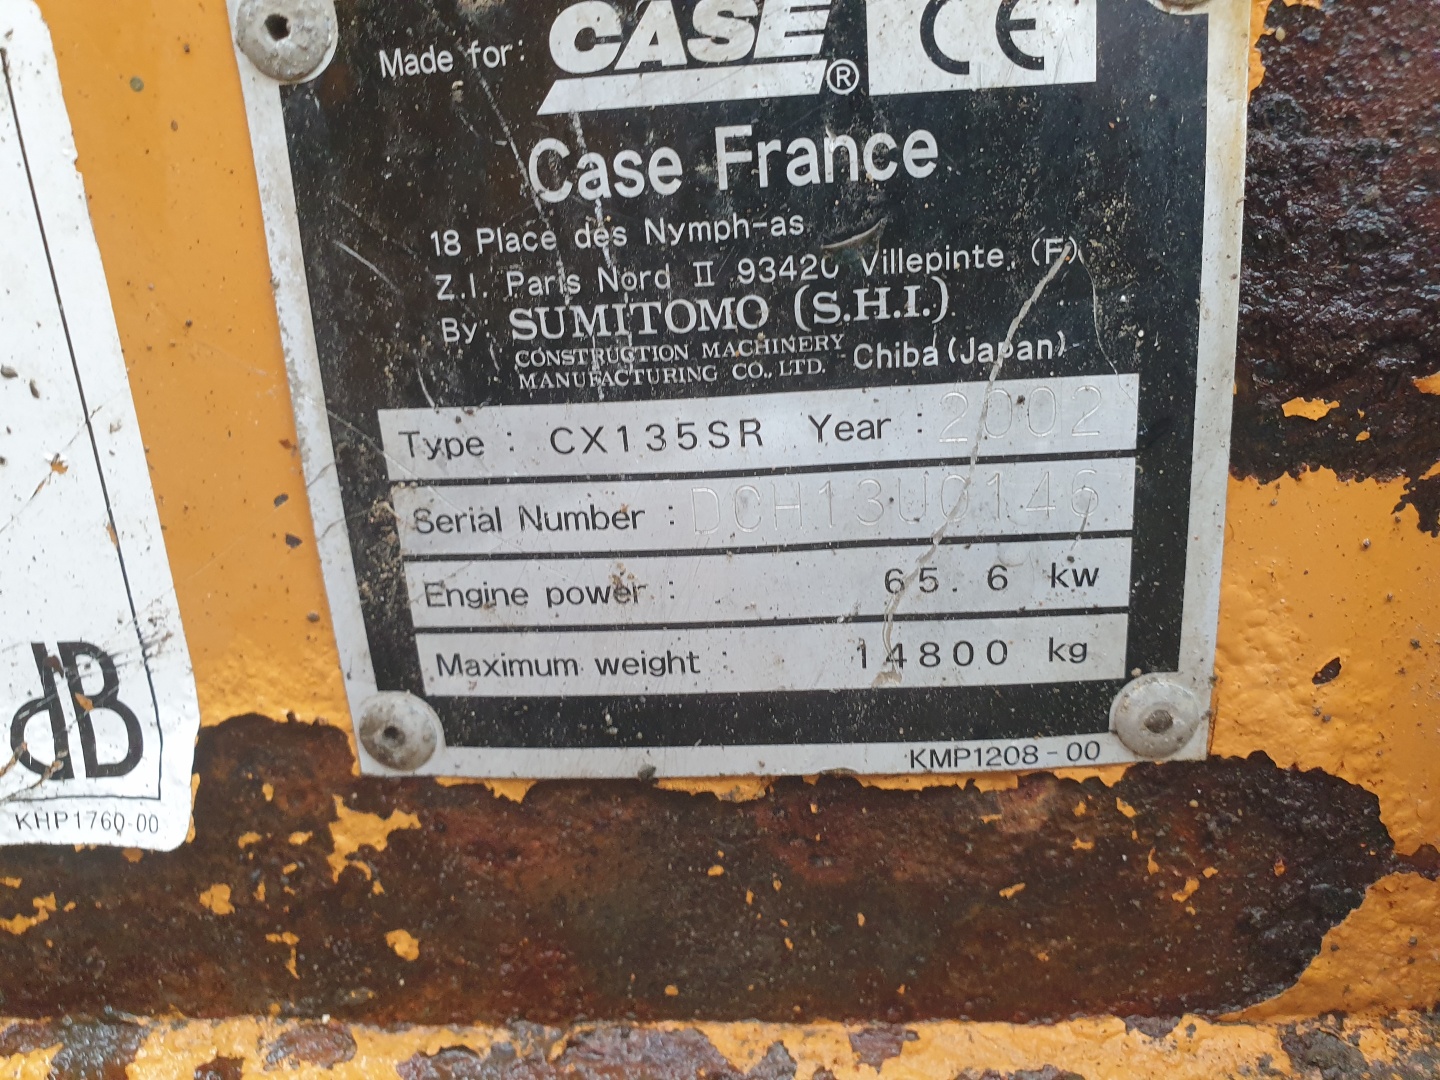 Made for: CASE® CE
Case France
18 Place des Nymph-as
Z.I. Paris Nord II 93420 Villepinte. (F)
By: SUMITOMO (S.H.I.)
CONSTRUCTION MACHINERY
MANUFACTURING CO., LTD. Chiba (Japan)
Type : CX135SR Year : 2002
Serial Number : DCH13U0146
Engine power : 65.6 kw
Maximum weight : 14800 kg
KMP1208-00
dB
KHP1760-00